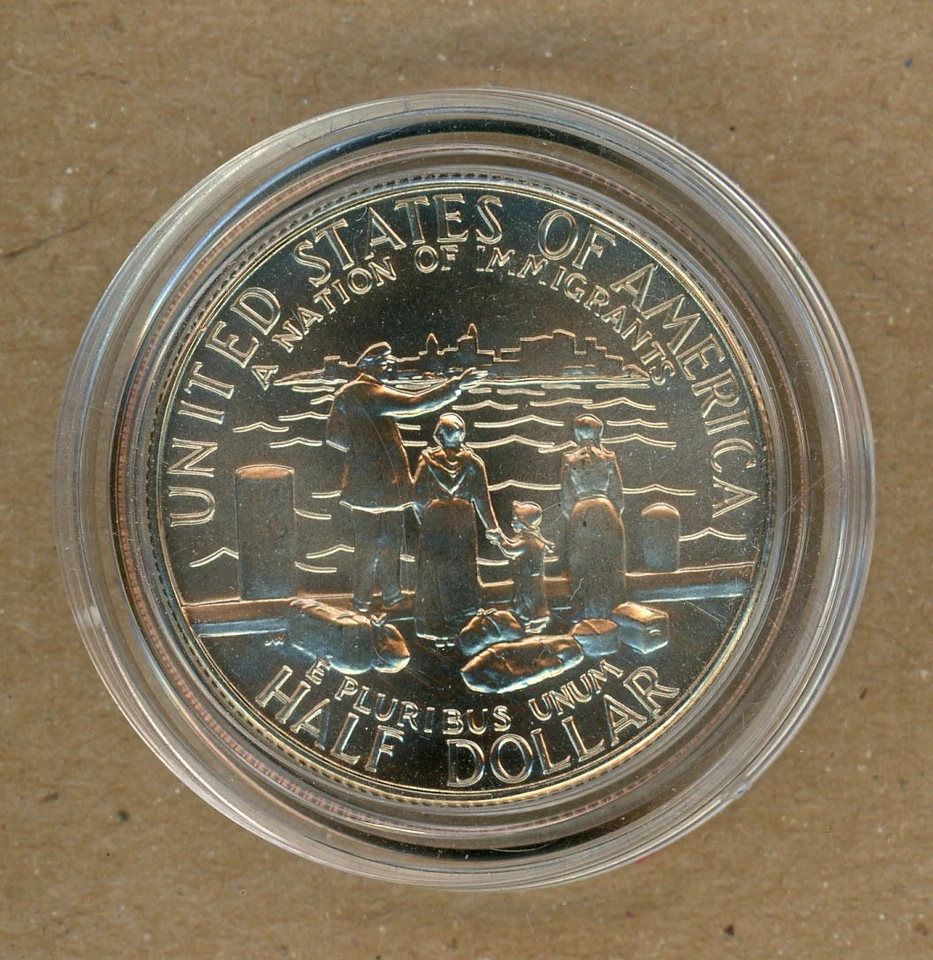 UNITED STATES OF AMERICA
A NATION OF IMMIGRANTS
E PLURIBUS UNUM
HALF DOLLAR